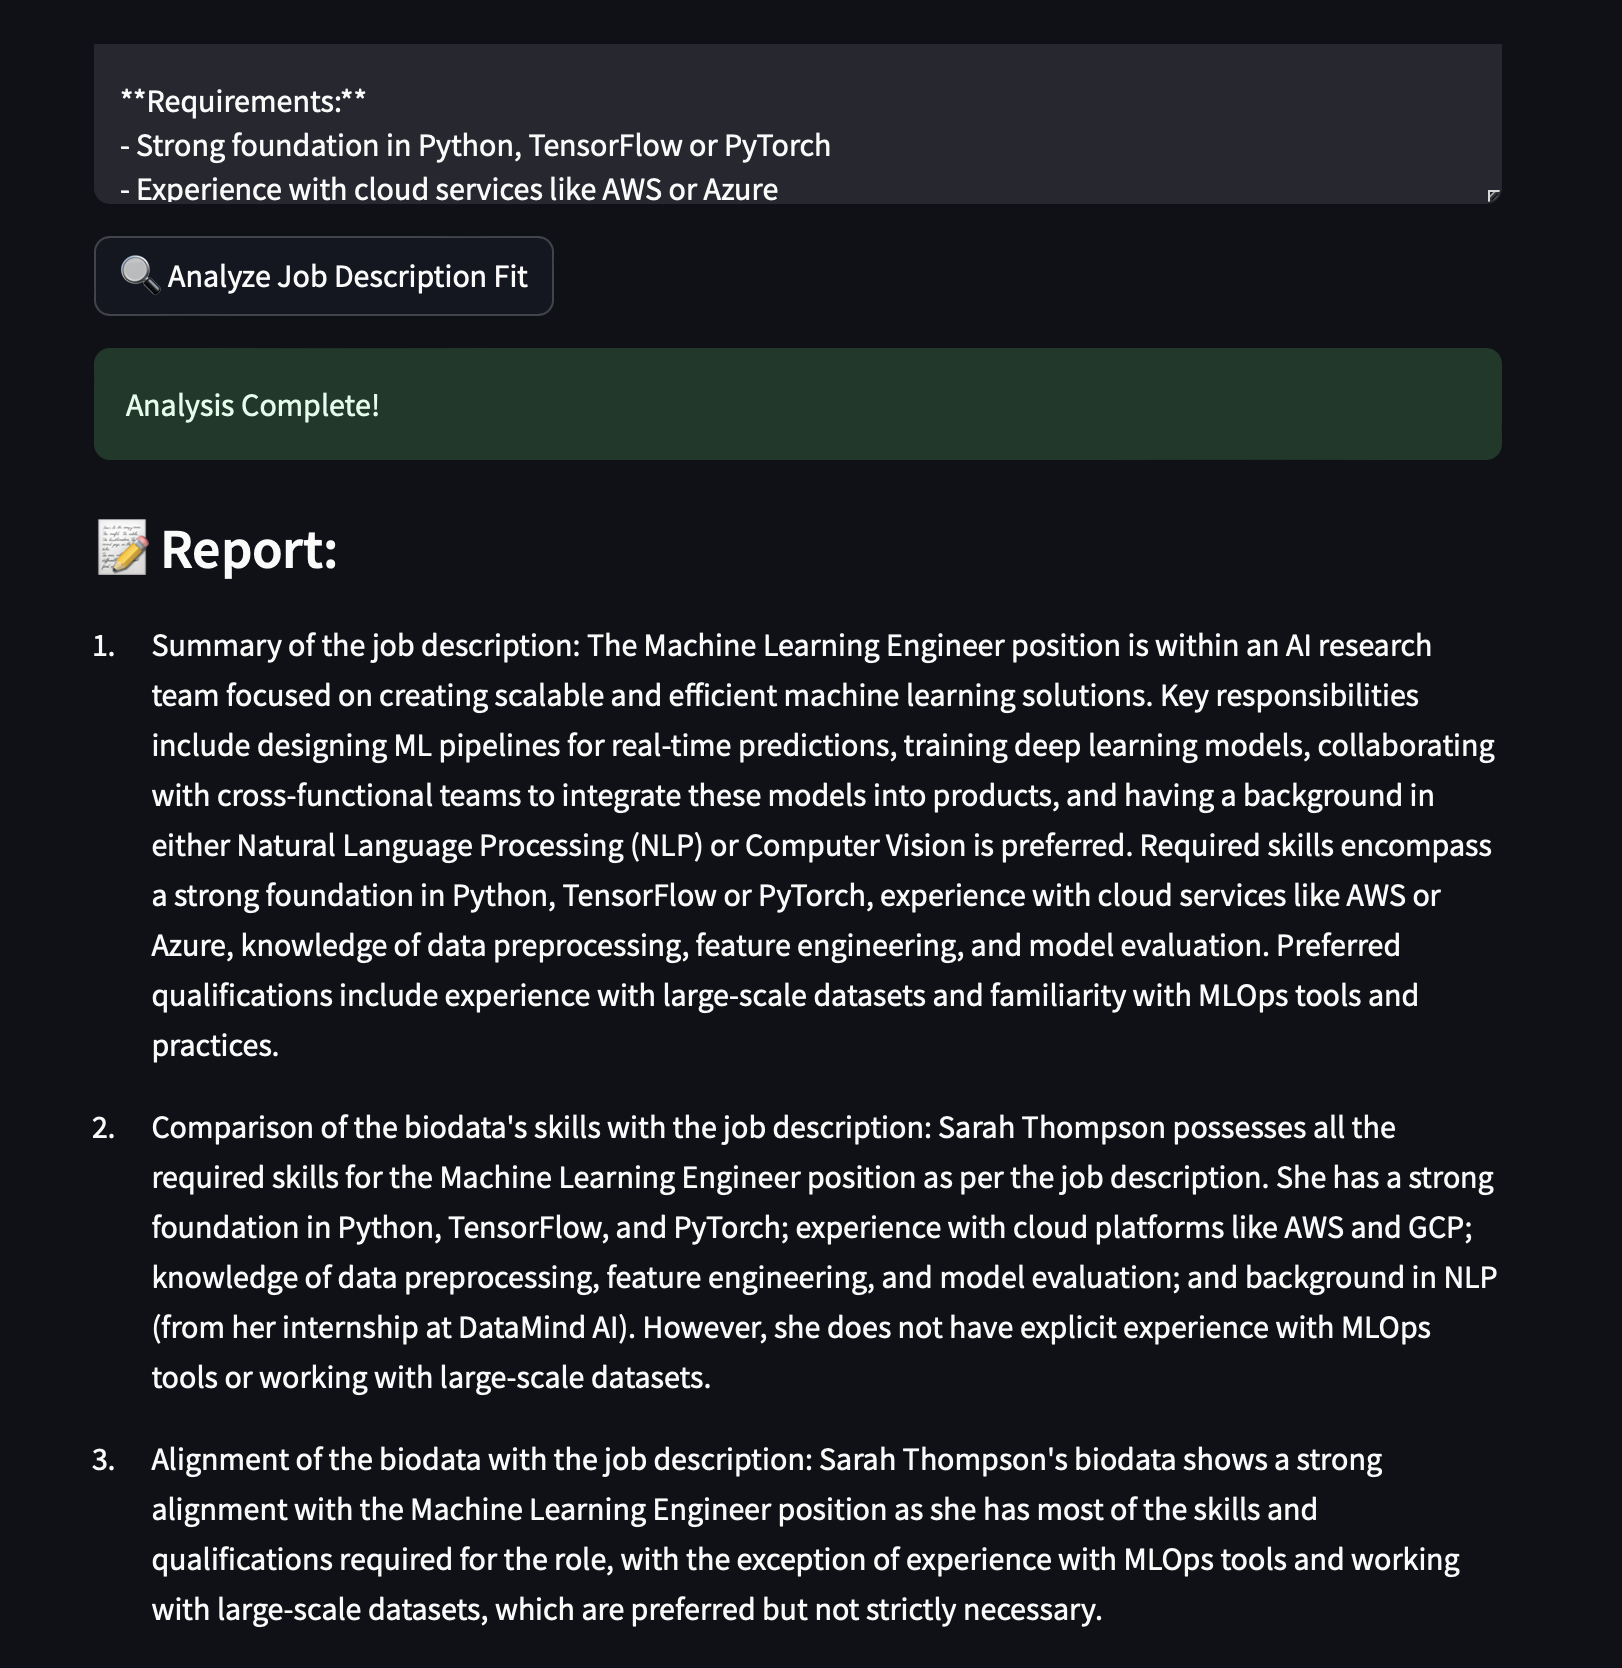 **Requirements:**
- Strong foundation in Python, TensorFlow or PyTorch
- Experience with cloud services like AWS or Azure
Analyze Job Description Fit
Analysis Complete!
Report:
1. Summary of the job description: The Machine Learning Engineer position is within an AI research
team focused on creating scalable and efficient machine learning solutions. Key responsibilities
include designing ML pipelines for real-time predictions, training deep learning models, collaborating
with cross-functional teams to integrate these models into products, and having a background in
either Natural Language Processing (NLP) or Computer Vision is preferred. Required skills encompass
a strong foundation in Python, TensorFlow or PyTorch, experience with cloud services like AWS or
Azure, knowledge of data preprocessing, feature engineering, and model evaluation. Preferred
qualifications include experience with large-scale datasets and familiarity with MLOps tools and
practices.
2. Comparison of the biodata's skills with the job description: Sarah Thompson possesses all the
required skills for the Machine Learning Engineer position as per the job description. She has a strong
foundation in Python, TensorFlow, and PyTorch; experience with cloud platforms like AWS and GCP;
knowledge of data preprocessing, feature engineering, and model evaluation; and background in NLP
(from her internship at DataMind AI). However, she does not have explicit experience with MLOps
tools or working with large-scale datasets.
3. Alignment of the biodata with the job description: Sarah Thompson's biodata shows a strong
alignment with the Machine Learning Engineer position as she has most of the skills and
qualifications required for the role, with the exception of experience with MLOps tools and working
with large-scale datasets, which are preferred but not strictly necessary.